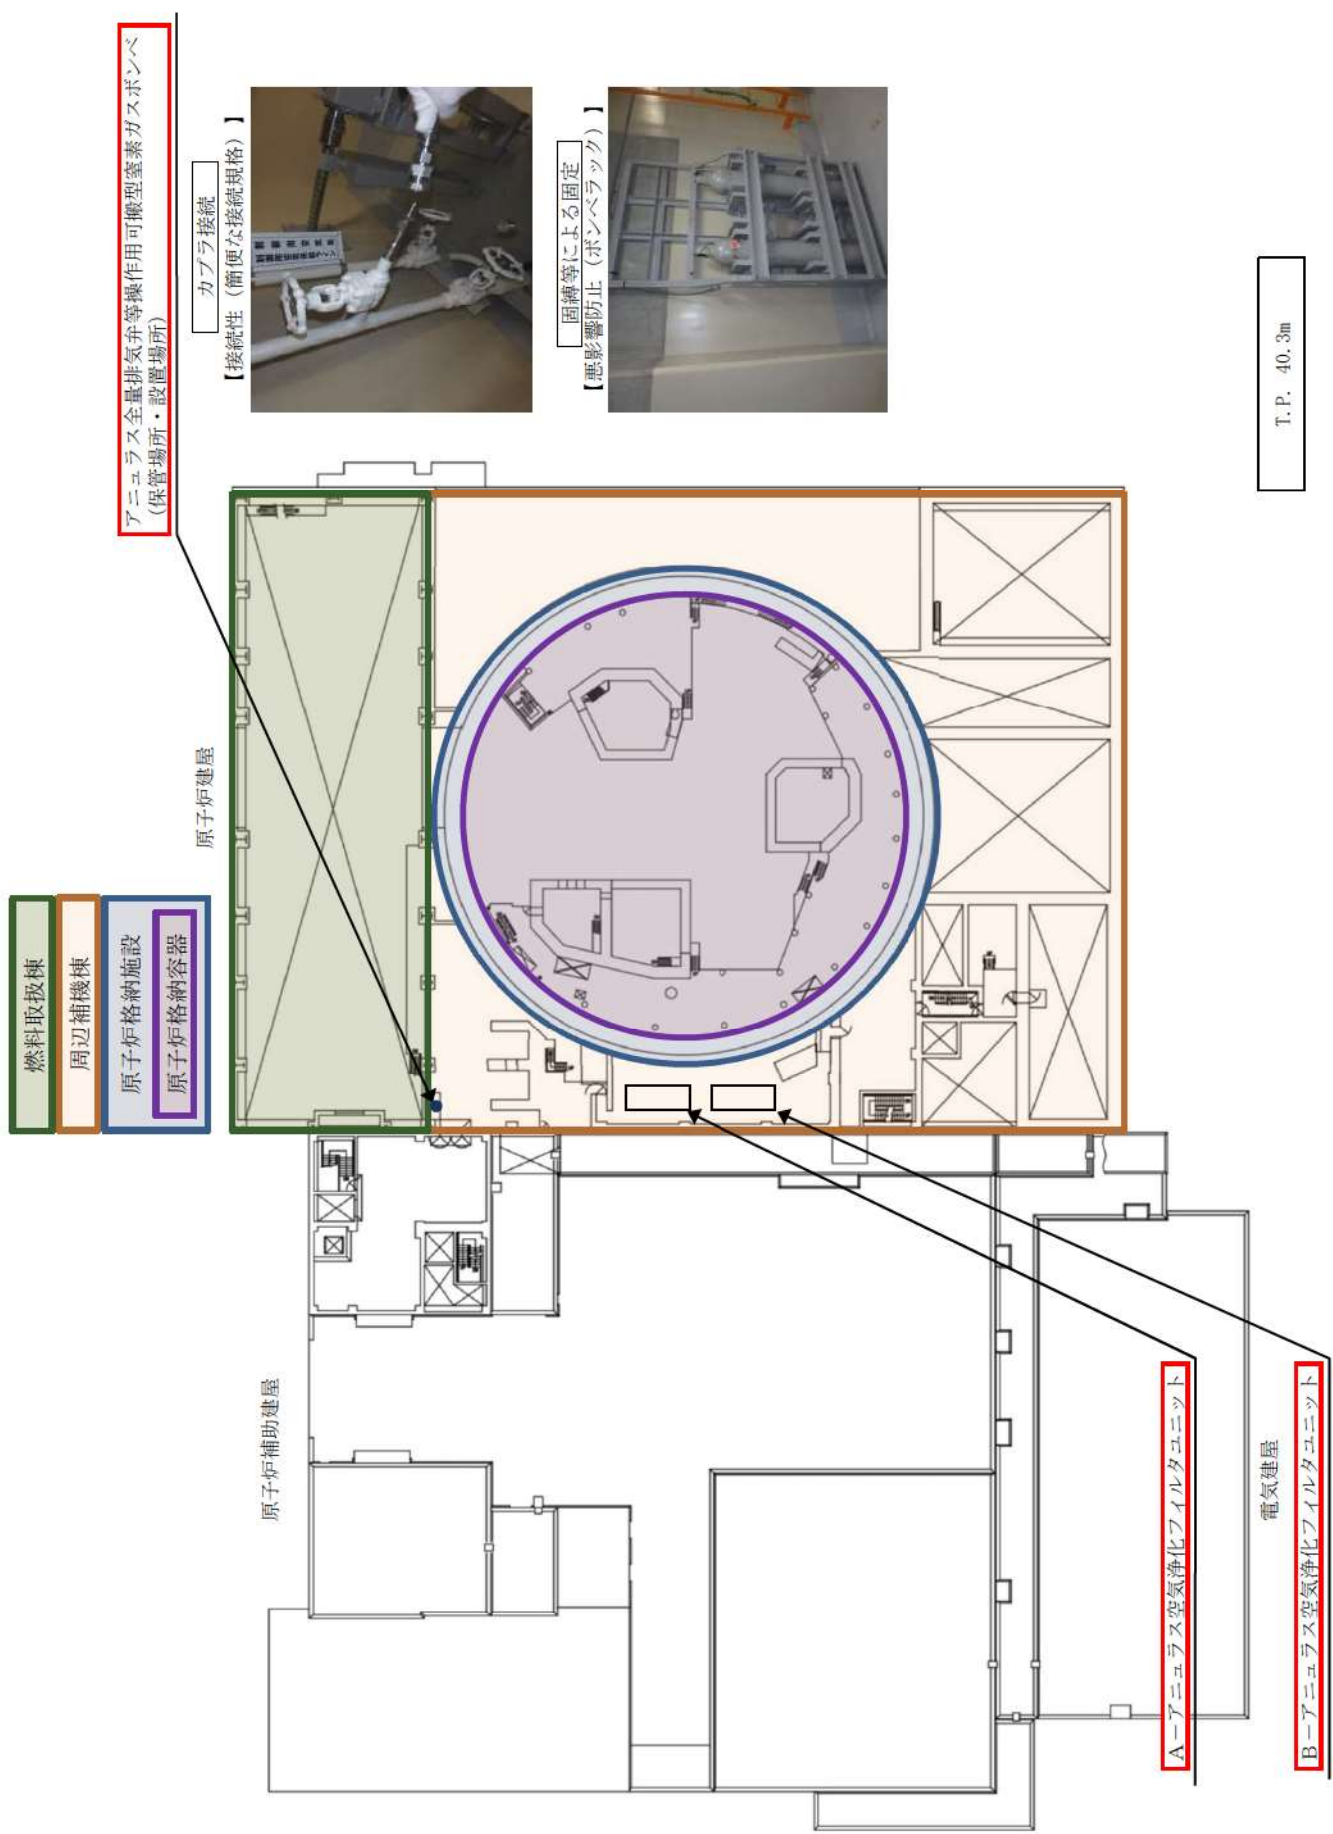 アニュラス全量排気弁等操作用可搬型窒素ガスボンベ
(保管場所・設置場所)
カプラ接続
【接続性（簡便な接続規格）】
固縛等による固定
【悪影響防止（ボンベラック）】
燃料取扱棟
周辺補機棟
原子炉格納施設
原子炉格納容器
原子炉建屋
原子炉補助建屋
電気建屋
A－アニュラス空気浄化フィルタユニット
B－アニュラス空気浄化フィルタユニット
T.P. 40.3m